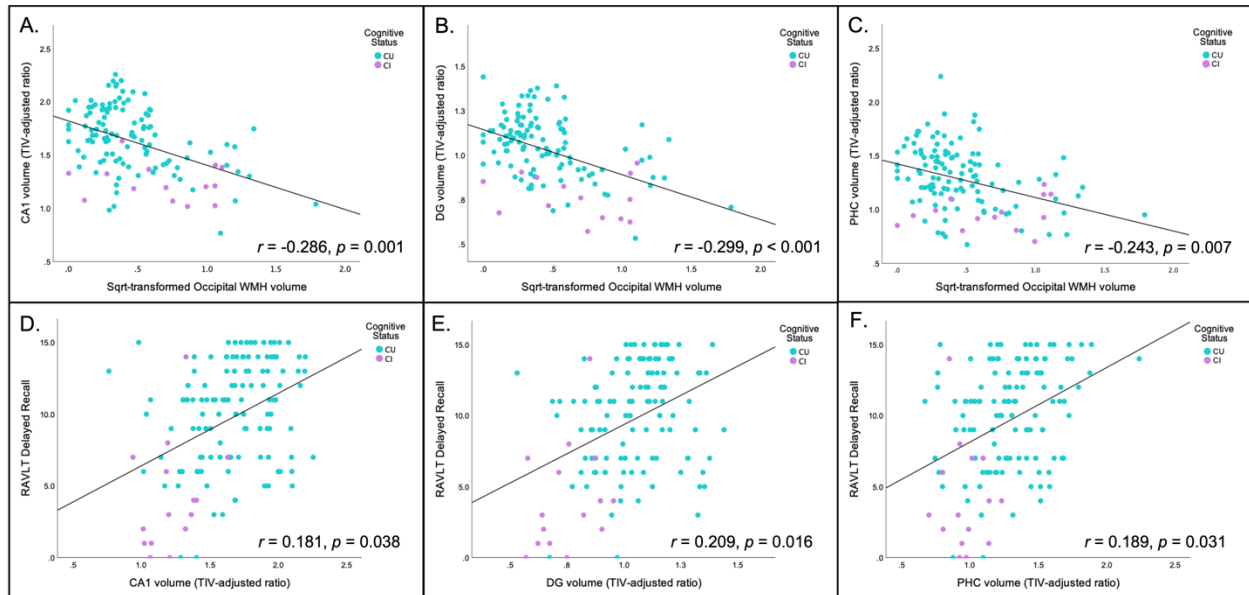 A.
Cognitive
Status
CU
CI
CA1 volume (TIV-adjusted ratio)
2.5
2.0
1.5
1.0
.5
.0
.5
1.0
1.5
2.0
r = -0.286, p = 0.001
Sqrt-transformed Occipital WMH volume
B.
Cognitive
Status
CU
CI
DG volume (TIV-adjusted ratio)
1.5
1.3
1.0
.8
.5
.0
.5
1.0
1.5
2.0
r = -0.299, p < 0.001
Sqrt-transformed Occipital WMH volume
C.
Cognitive
Status
CU
CI
PHC volume (TIV-adjusted ratio)
2.5
2.0
1.5
1.0
.5
.0
.5
1.0
1.5
2.0
r = -0.243, p = 0.007
Sqrt-transformed Occipital WMH volume
D.
Cognitive
Status
CU
CI
RAVLT Delayed Recall
15.0
10.0
5.0
.0
.5
1.0
1.5
2.0
2.5
r = 0.181, p = 0.038
CA1 volume (TIV-adjusted ratio)
E.
Cognitive
Status
CU
CI
RAVLT Delayed Recall
15.0
10.0
5.0
.0
.5
.8
1.0
1.3
1.5
r = 0.209, p = 0.016
DG volume (TIV-adjusted ratio)
F.
Cognitive
Status
CU
CI
RAVLT Delayed Recall
15.0
10.0
5.0
.0
.5
1.0
1.5
2.0
2.5
r = 0.189, p = 0.031
PHC volume (TIV-adjusted ratio)